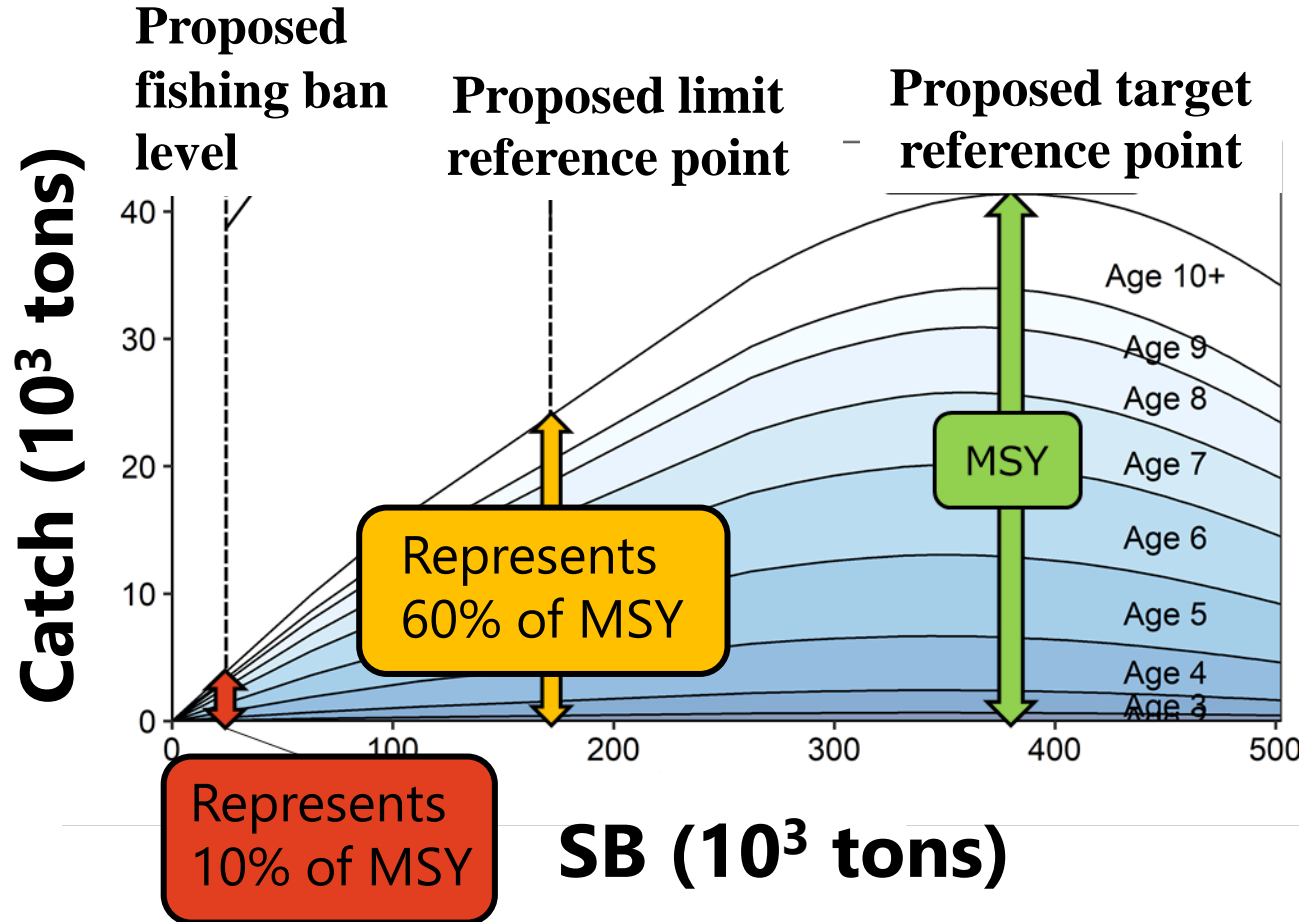 Proposed
fishing ban
level
Proposed limit
reference point
Proposed target
reference point
Catch (10³ tons)
40
30
20
10
0
Age 10+
Age 9
Age 8
Age 7
Age 6
Age 5
Age 4
Age 3
MSY
Represents
60% of MSY
0
100
200
300
400
500
Represents
10% of MSY
SB (10³ tons)